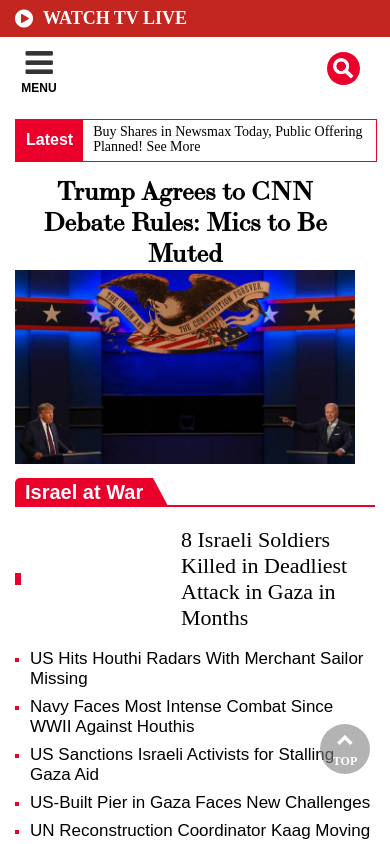 WATCH TV LIVE
MENU
Latest
Buy Shares in Newsmax Today, Public Offering
Planned! See More
Trump Agrees to CNN
Debate Rules: Mics to Be
Muted
THE UNION AND THE CONSTITUTION FOREVER
Israel at War
8 Israeli Soldiers
Killed in Deadliest
Attack in Gaza in
Months
US Hits Houthi Radars With Merchant Sailor
Missing
Navy Faces Most Intense Combat Since
WWII Against Houthis
US Sanctions Israeli Activists for Stalling
Gaza Aid
TOP
US-Built Pier in Gaza Faces New Challenges
UN Reconstruction Coordinator Kaag Moving